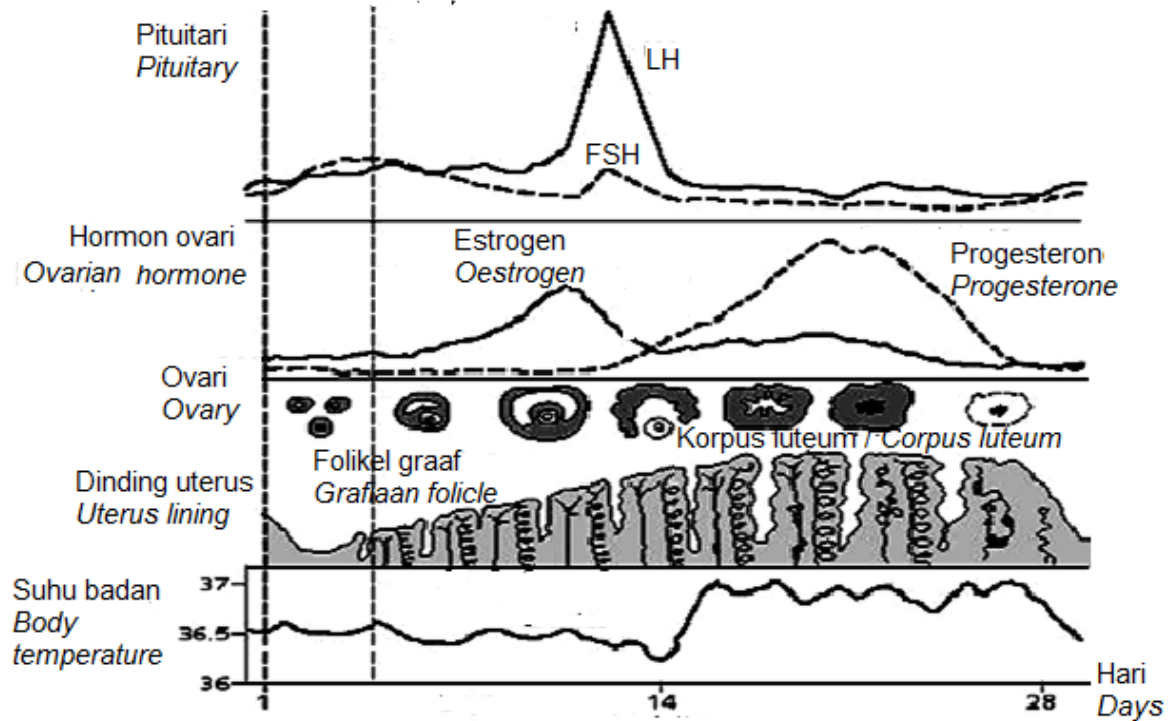 Pituitari
Pituitary
LH
FSH
Hormon ovari
Ovarian hormone
Estrogen
Oestrogen
Progesteron
Progesterone
Ovari
Ovary
Korpus luteum / Corpus luteum
Folikel graaf
Grafiaan folicle
Dinding uterus
Uterus lining
Suhu badan
Body
temperature
37
36.5
36
1
14
28
Hari
Days